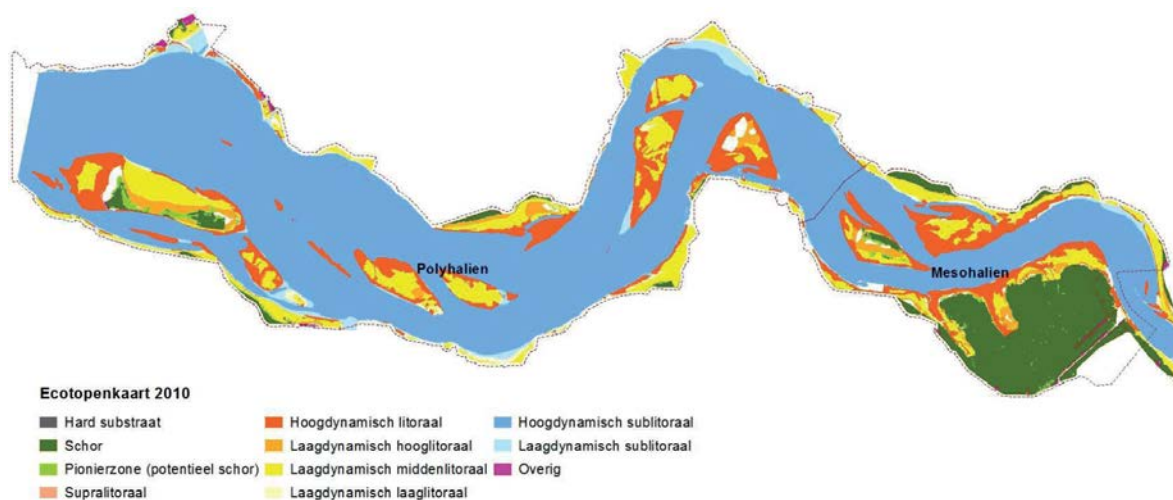 Polyhalien
Mesohalien
Ecotopenkaart 2010
Hard substraat
Schor
Pionierzone (potentieel schor)
Supralitoraal
Hoogdynamisch litoraal
Laagdynamisch hooglitoraal
Laagdynamisch middenlitoraal
Laagdynamisch laaglitoraal
Hoogdynamisch sublitoraal
Laagdynamisch sublitoraal
Overig